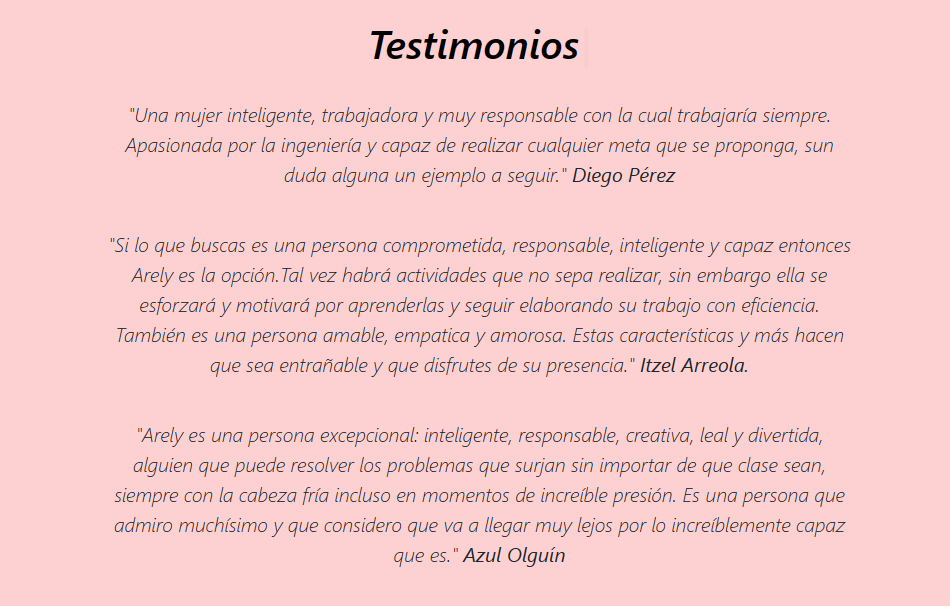 Testimonios
"Una mujer inteligente, trabajadora y muy responsable con la cual trabajaría siempre.
Apasionada por la ingeniería y capaz de realizar cualquier meta que se proponga, sun
duda alguna un ejemplo a seguir." Diego Pérez
"Si lo que buscas es una persona comprometida, responsable, inteligente y capaz entonces
Arely es la opción.Tal vez habrá actividades que no sepa realizar, sin embargo ella se
esforzará y motivará por aprenderlas y seguir elaborando su trabajo con eficiencia.
También es una persona amable, empatica y amorosa. Estas características y más hacen
que sea entrañable y que disfrutes de su presencia." Itzel Arreola.
"Arely es una persona excepcional: inteligente, responsable, creativa, leal y divertida,
alguien que puede resolver los problemas que surjan sin importar de que clase sean,
siempre con la cabeza fría incluso en momentos de increíble presión. Es una persona que
admiro muchísimo y que considero que va a llegar muy lejos por lo increíblemente capaz
que es." Azul Olguín